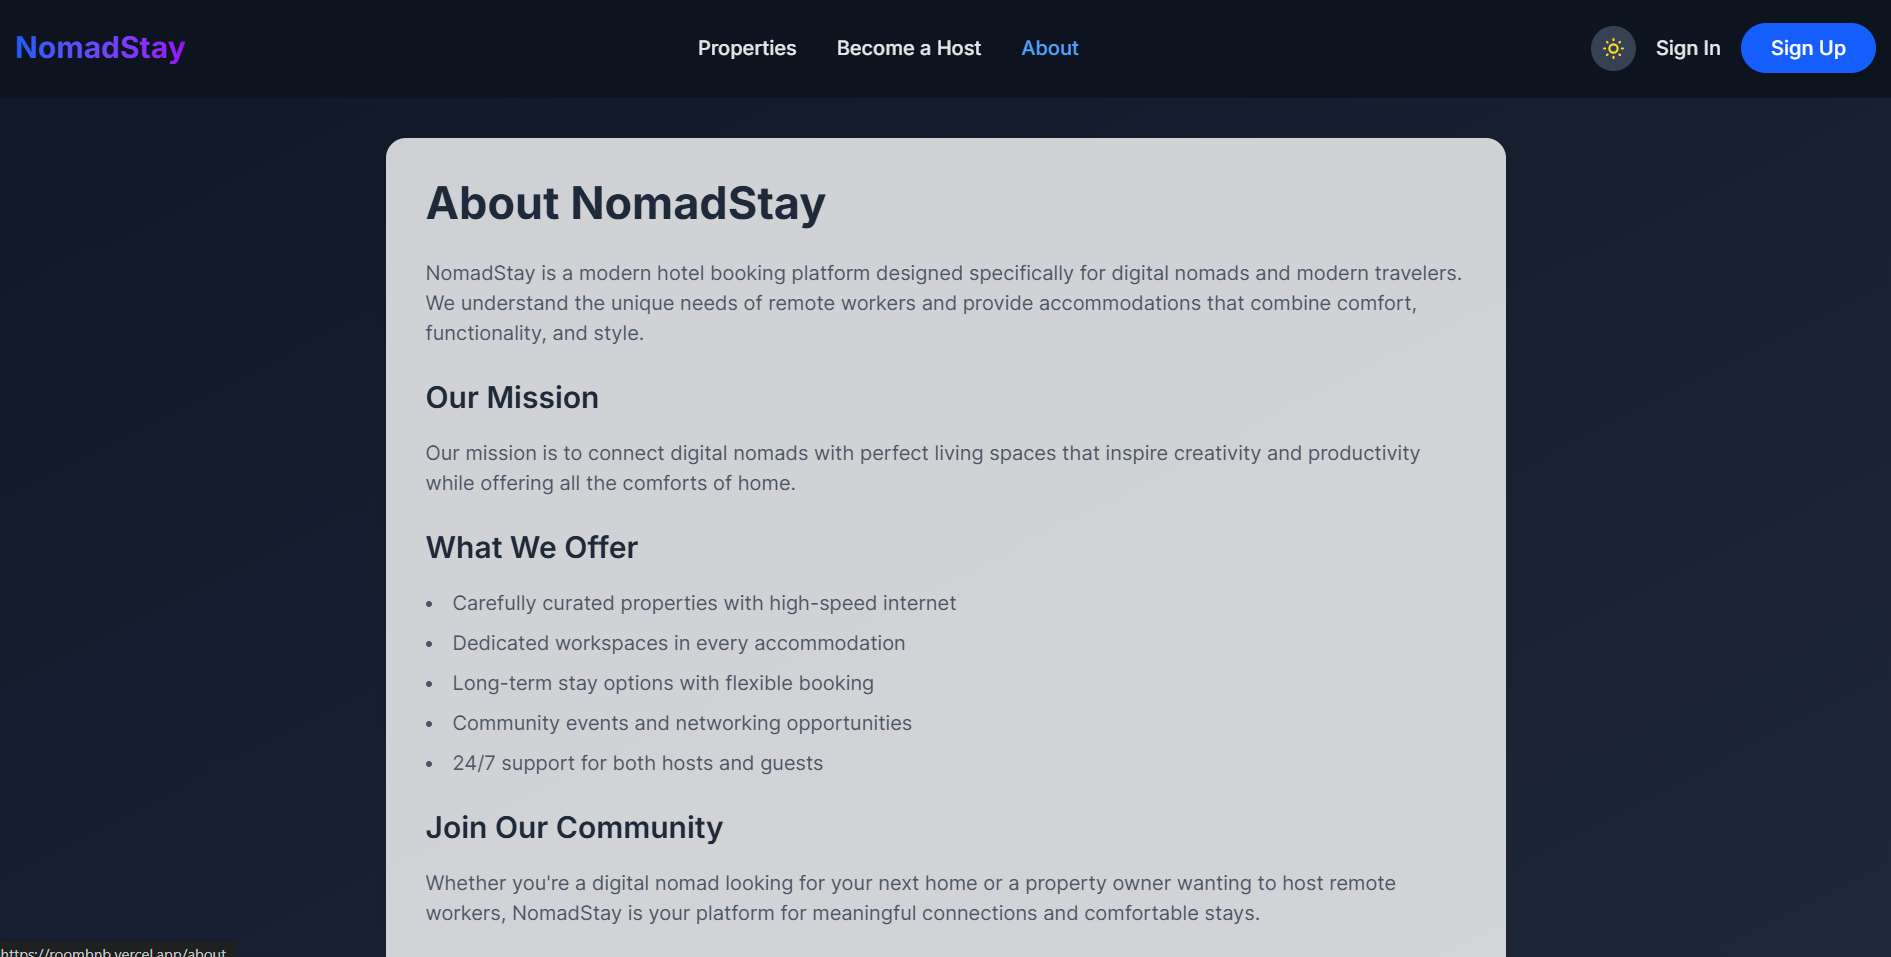 NomadStay
Properties
Become a Host
About
Sign In
Sign Up
About NomadStay
NomadStay is a modern hotel booking platform designed specifically for digital nomads and modern travelers.
We understand the unique needs of remote workers and provide accommodations that combine comfort,
functionality, and style.
Our Mission
Our mission is to connect digital nomads with perfect living spaces that inspire creativity and productivity
while offering all the comforts of home.
What We Offer
• Carefully curated properties with high-speed internet
• Dedicated workspaces in every accommodation
• Long-term stay options with flexible booking
• Community events and networking opportunities
• 24/7 support for both hosts and guests
Join Our Community
Whether you're a digital nomad looking for your next home or a property owner wanting to host remote
workers, NomadStay is your platform for meaningful connections and comfortable stays.
https://roombnb.vercel.app/about